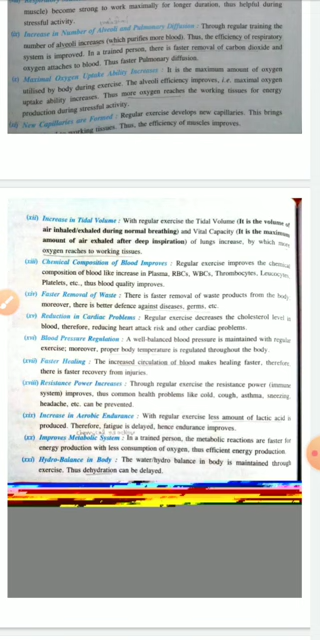 muscles become strong to work maximally for longer duration, thus helpful during
stressful activity.
Increase in Number of Alveoli and Pulmonary Diffusion : Through regular training the
number of alveoli increases (which purifies more blood). Thus, the efficiency of respiratory
system is improved. In a trained person, there is faster removal of carbon dioxide and
oxygen attaches to blood. Thus faster Pulmonary diffusion.
Maximal Oxygen Uptake Ability Increases : It is the maximum amount of oxygen
utilised by body during exercise. The alveoli efficiency improves, i.e. maximal oxygen
uptake ability increases. Thus more oxygen reaches the working tissues for energy
production during stressful activity.
New Capillaries are Formed : Regular exercise develops new capillaries. This brings
working tissues. Thus, the efficiency of muscles improves.
(xii) Increase in Tidal Volume : With regular exercise the Tidal Volume (It is the volume of
air inhaled/exhaled during normal breathing) and Vital Capacity (It is the maximum
amount of air exhaled after deep inspiration) of lungs increase, by which more
oxygen reaches to working tissues.
(xiii) Chemical Composition of Blood Improves : Regular exercise improves the chemical
composition of blood like increase in Plasma, RBCs, WBCs, Thrombocytes, Leucocytes,
Platelets, etc., thus blood quality improves.
(xiv) Faster Removal of Waste : There is faster removal of waste products from the body
moreover, there is better defence against diseases, germs, etc.
(xv) Reduction in Cardiac Problems : Regular exercise decreases the cholesterol level in
blood, therefore, reducing heart attack risk and other cardiac problems.
(xvi) Blood Pressure Regulation : A well-balanced blood pressure is maintained with regular
exercise; moreover, proper body temperature is regulated throughout the body.
(xvii) Faster Healing : The increased circulation of blood makes healing faster, therefore
there is faster recovery from injuries.
(xviii) Resistance Power Increases : Through regular exercise the resistance power (immune
system) improves, thus common health problems like cold, cough, asthma, sneezing,
headache, etc. can be prevented.
(xix) Increase in Aerobic Endurance : With regular exercise less amount of lactic acid is
produced. Therefore, fatigue is delayed, hence endurance improves.
(xx) Improves Metabolic System : In a trained person, the metabolic reactions are faster for
energy production with less consumption of oxygen, thus efficient energy production.
(xxi) Hydro-Balance in Body : The water/hydro balance in body is maintained through
exercise. Thus dehydration can be delayed.